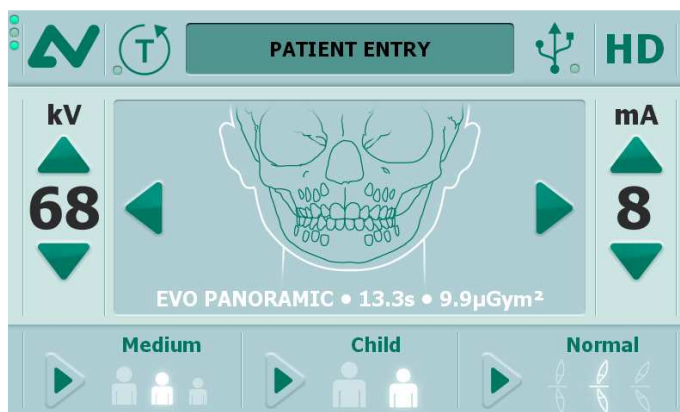 T
PATIENT ENTRY
HD
kV
mA
68
8
EVO PANORAMIC • 13.3s • 9.9µGym²
Medium
Child
Normal